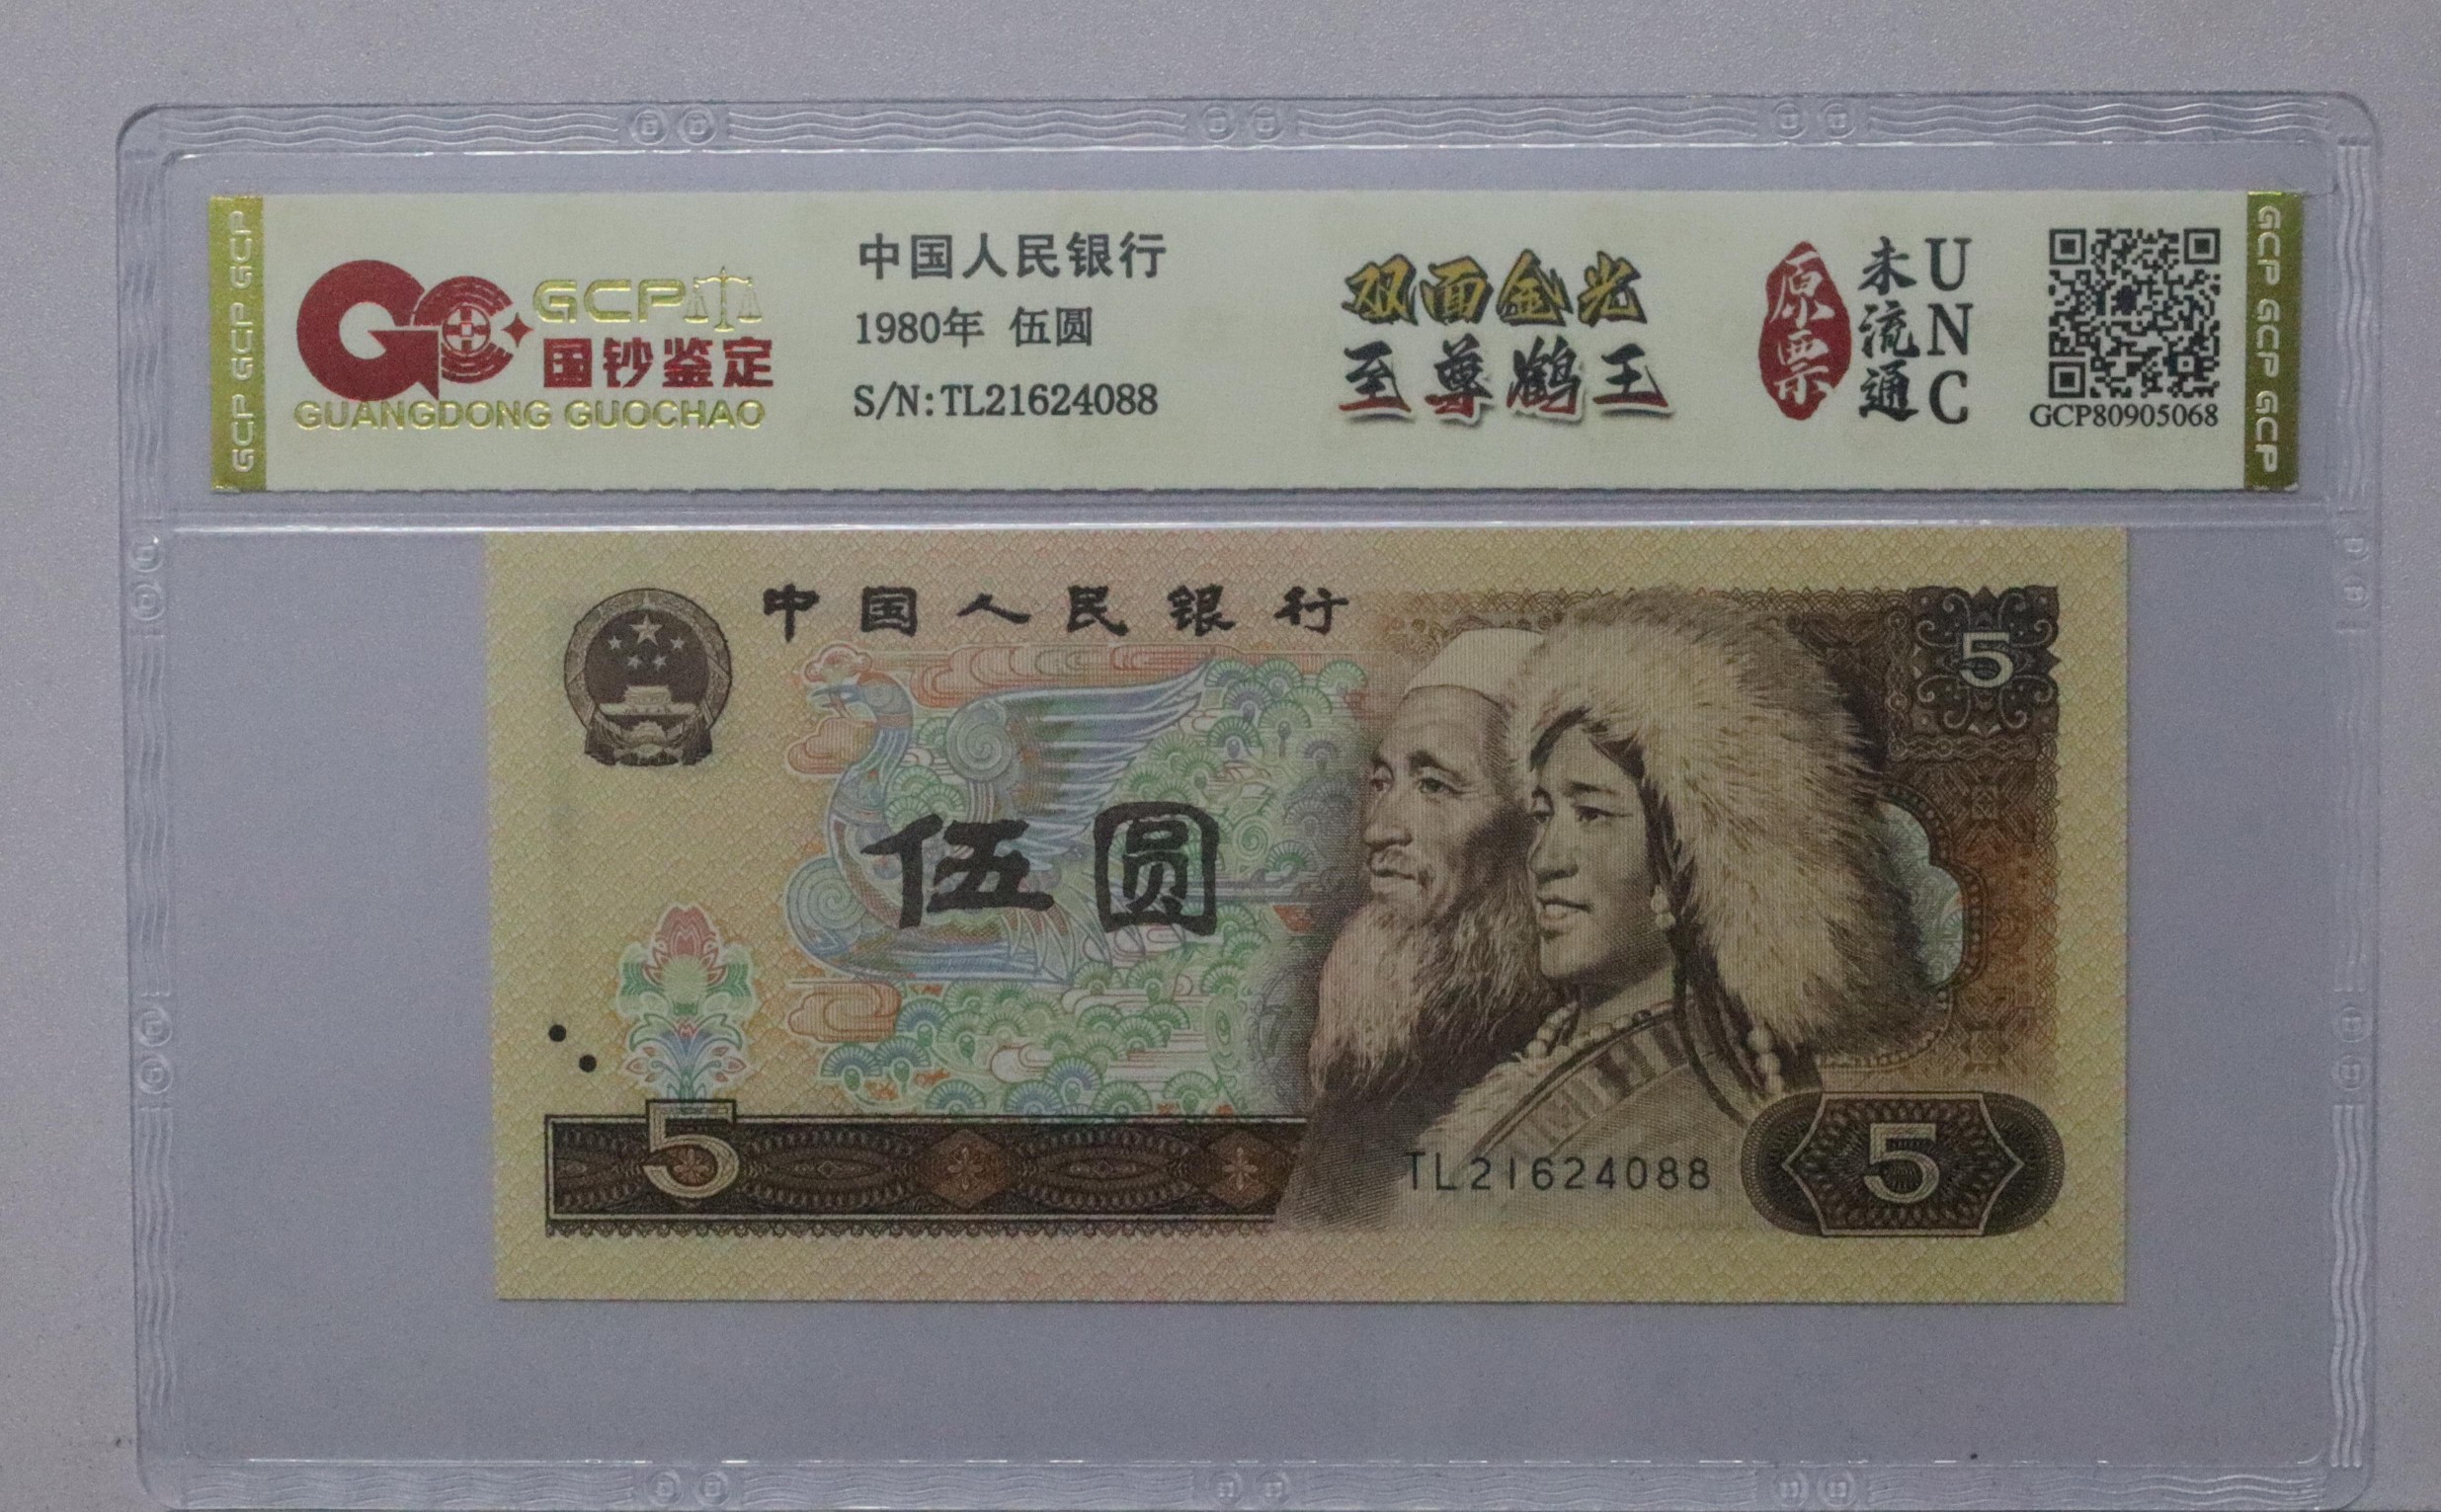 GCP GCP GCP GCP
GCP
国钞鉴定
GUANGDONG GUOCHAO
中国人民银行
1980年 伍圆
S/N:TL21624088
双面金光
至尊鹤王
原票
未流通
UNC
GCP80905068
GCP GCP GCP GCP
中国人民银行
5
伍圆
5
TL21624088
5